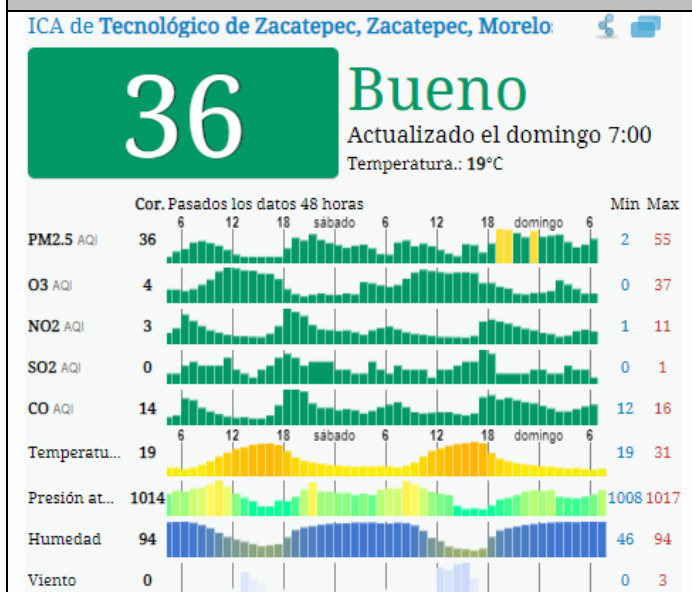 ICA de Tecnológico de Zacatepec, Zacatepec, Morelo
36
Bueno
Actualizado el domingo 7:00
Temperatura.: 19°C
Cor. Pasados los datos 48 horas Min Max
6 12 18 sábado 6 12 18 domingo 6
PM2.5 AQI 36 2 55
O3 AQI 4 0 37
NO2 AQI 3 1 11
SO2 AQI 0 0 1
CO AQI 14 12 16
6 12 18 sábado 6 12 18 domingo 6
Temperatu... 19 19 31
Presión at... 1014 1008 1017
Humedad 94 46 94
Viento 0 0 3